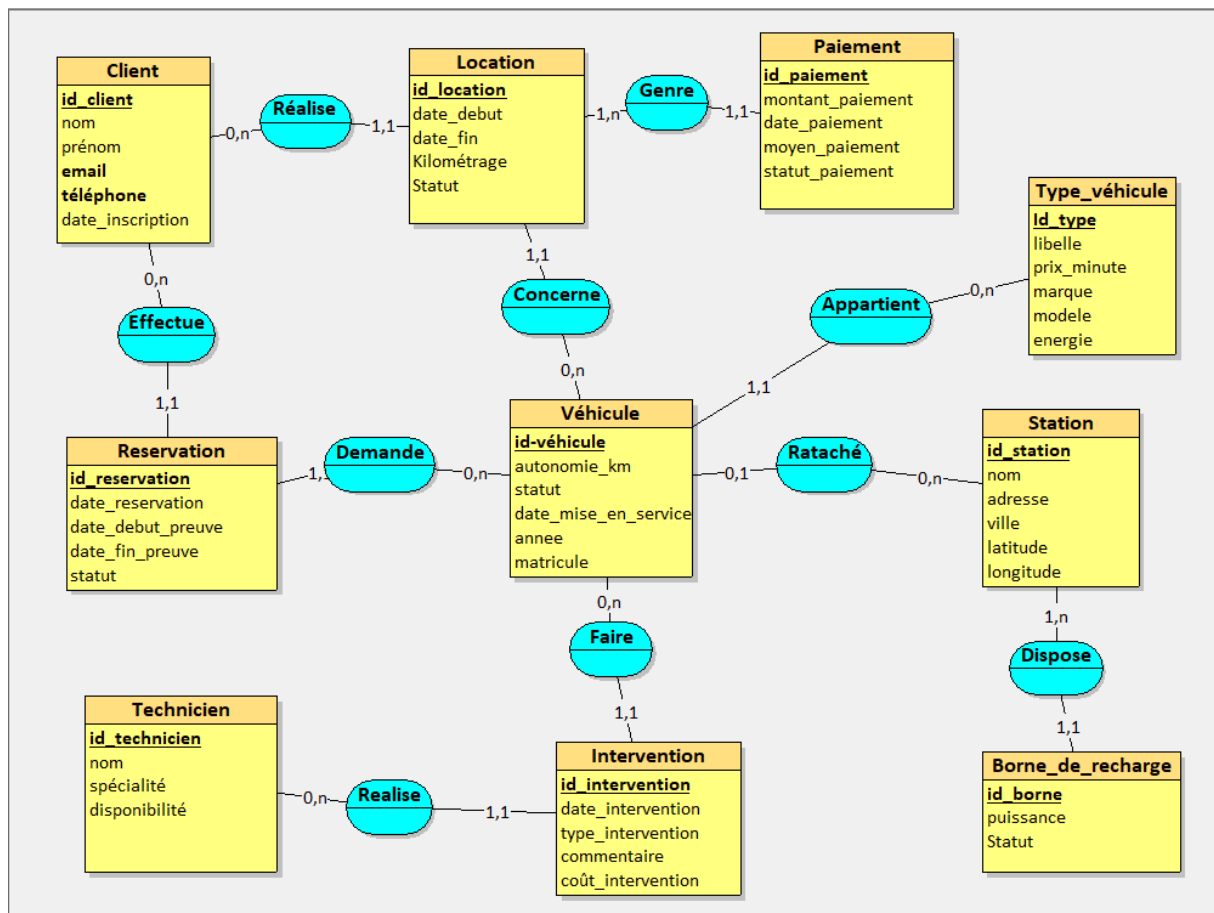 Client
id_client
nom
prénom
email
téléphone
date_inscription
0,n
Réalise
1,1
Location
id_location
date_debut
date_fin
Kilométrage
Statut
1,n
Genre
1,1
Paiement
id_paiement
montant_paiement
date_paiement
moyen_paiement
statut_paiement
Type_véhicule
Id_type
libelle
prix_minute
marque
modele
energie
0,n
Appartient
1,1
1,1
Concerne
0,n
0,n
Effectue
1,1
Reservation
id_reservation
date_reservation
date_debut_preuve
date_fin_preuve
statut
1,
Demande
0,n
Véhicule
id-véhicule
autonomie_km
statut
date_mise_en_service
annee
matricule
0,1
Rataché
0,n
Station
id_station
nom
adresse
ville
latitude
longitude
0,n
Faire
1,1
1,n
Dispose
1,1
Technicien
id_technicien
nom
spécialité
disponibilité
0,n
Realise
1,1
Intervention
id_intervention
date_intervention
type_intervention
commentaire
coût_intervention
Borne_de_recharge
id_borne
puissance
Statut